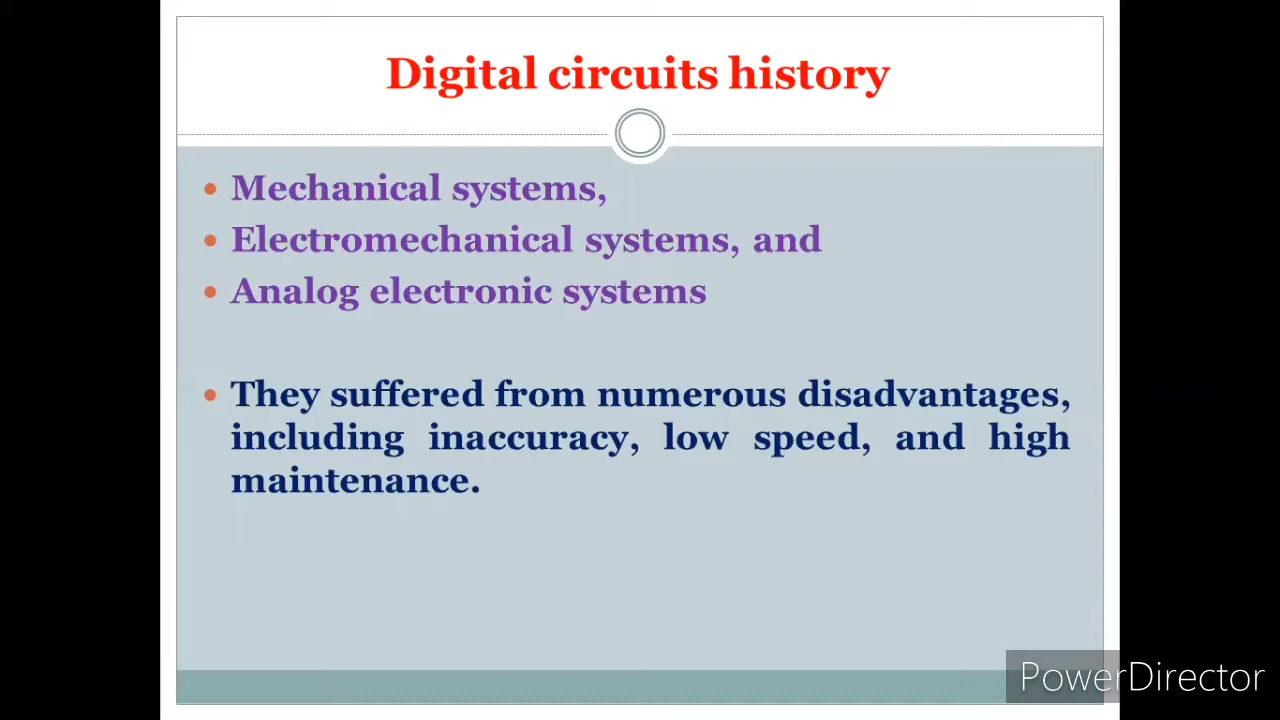 Digital circuits history
• Mechanical systems,
• Electromechanical systems, and
• Analog electronic systems
• They suffered from numerous disadvantages,
including inaccuracy, low speed, and high
maintenance.
PowerDirector